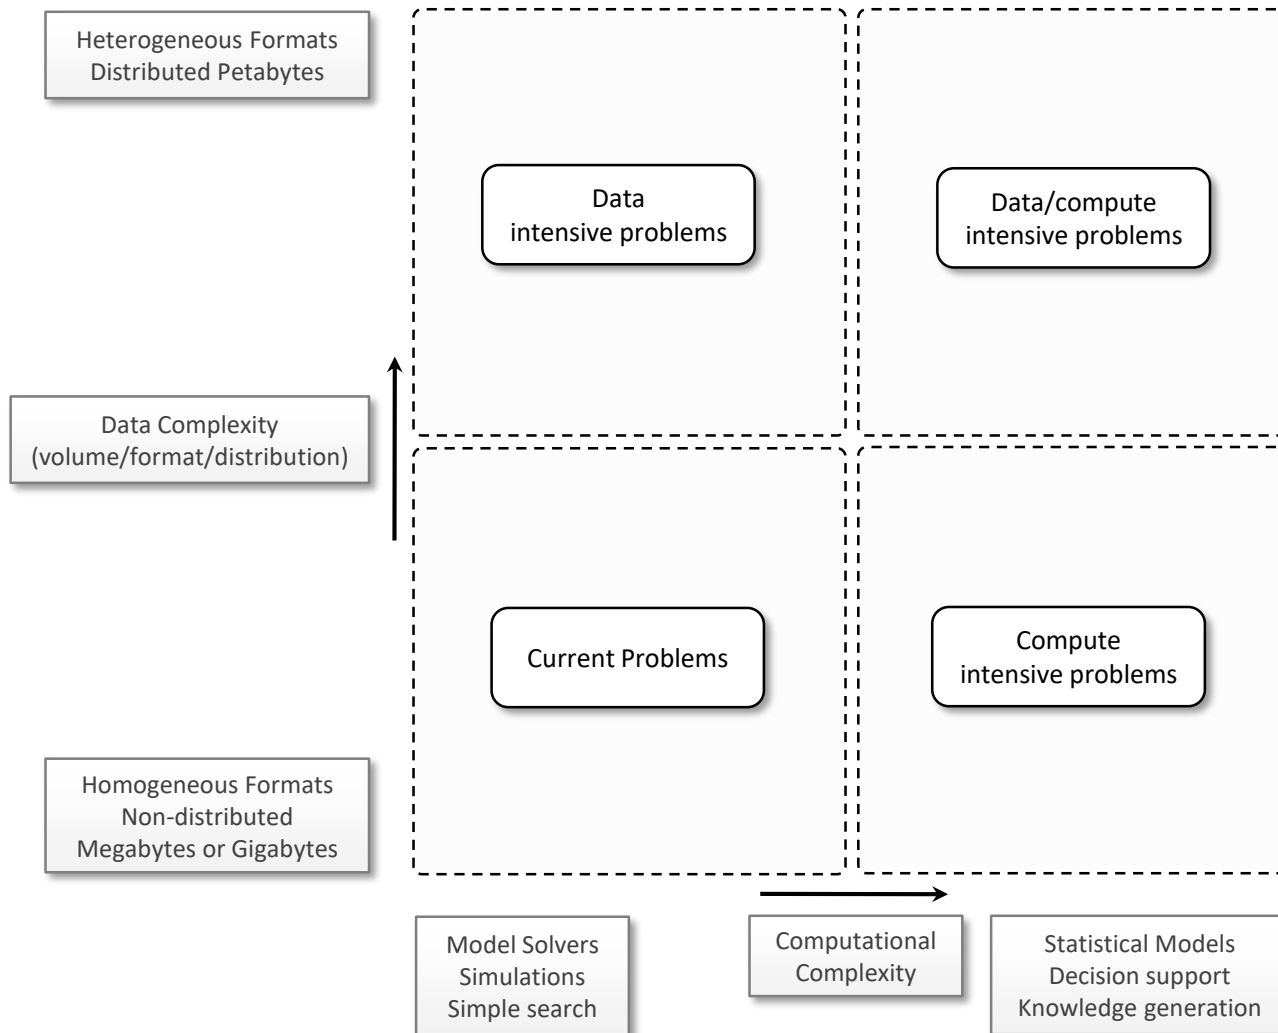 Heterogeneous Formats
Distributed Petabytes
Data
intensive problems
Data/compute
intensive problems
Data Complexity
(volume/format/distribution)
Current Problems
Compute
intensive problems
Homogeneous Formats
Non-distributed
Megabytes or Gigabytes
Model Solvers
Simulations
Simple search
Computational
Complexity
Statistical Models
Decision support
Knowledge generation